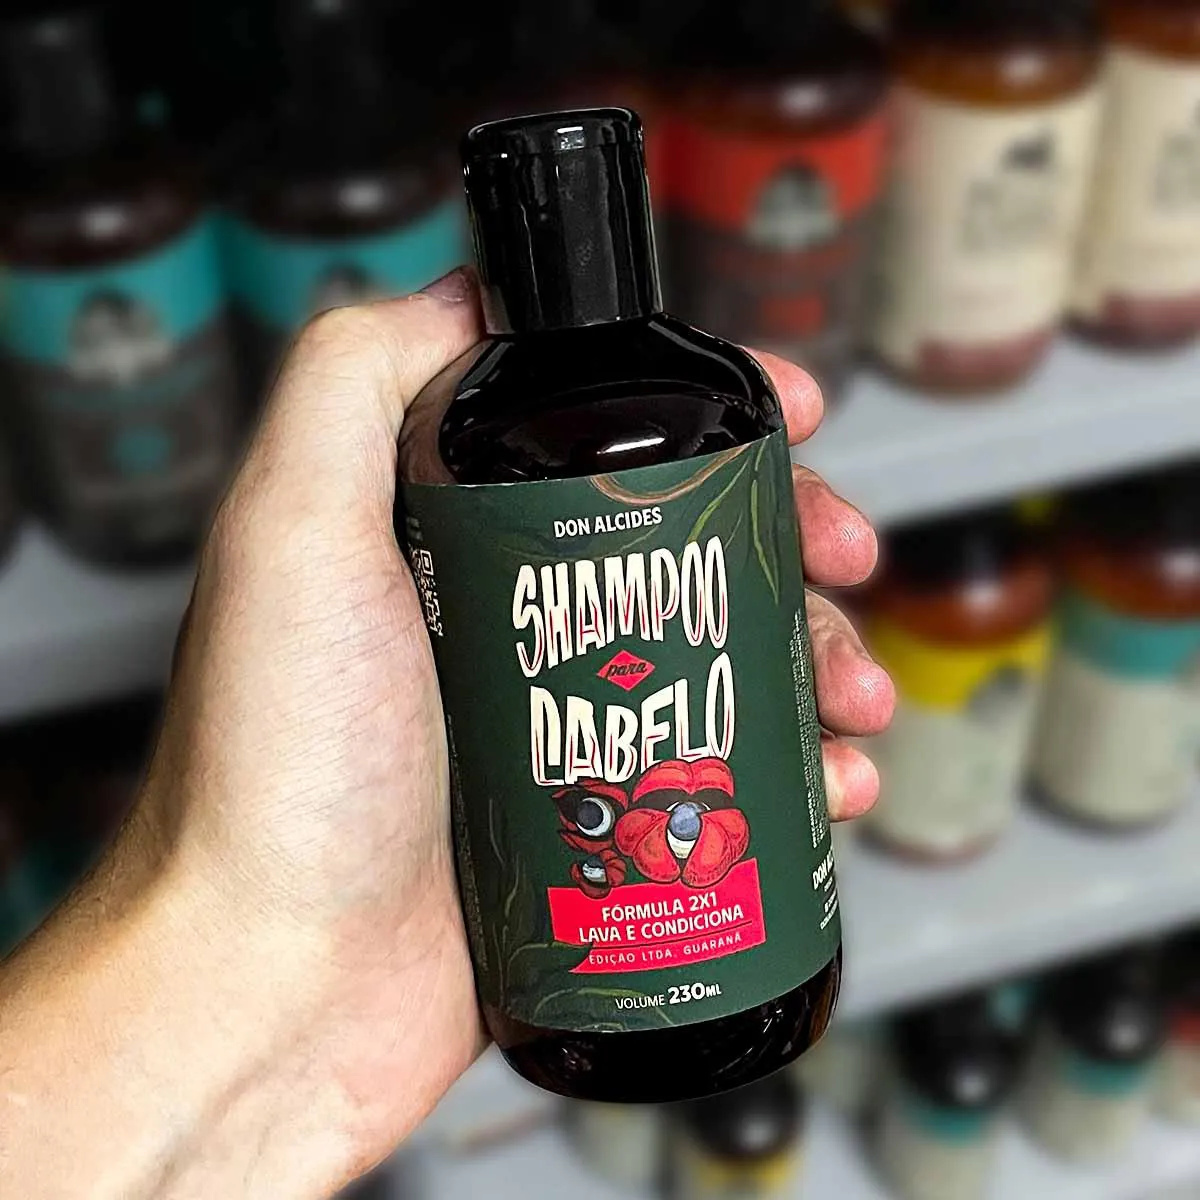 DON ALCIDES
SHAMPOO
para
CABELO
FÓRMULA 2X1
LAVA E CONDICIONA
EDIÇÃO LTDA. GUARANÁ
VOLUME 230ML